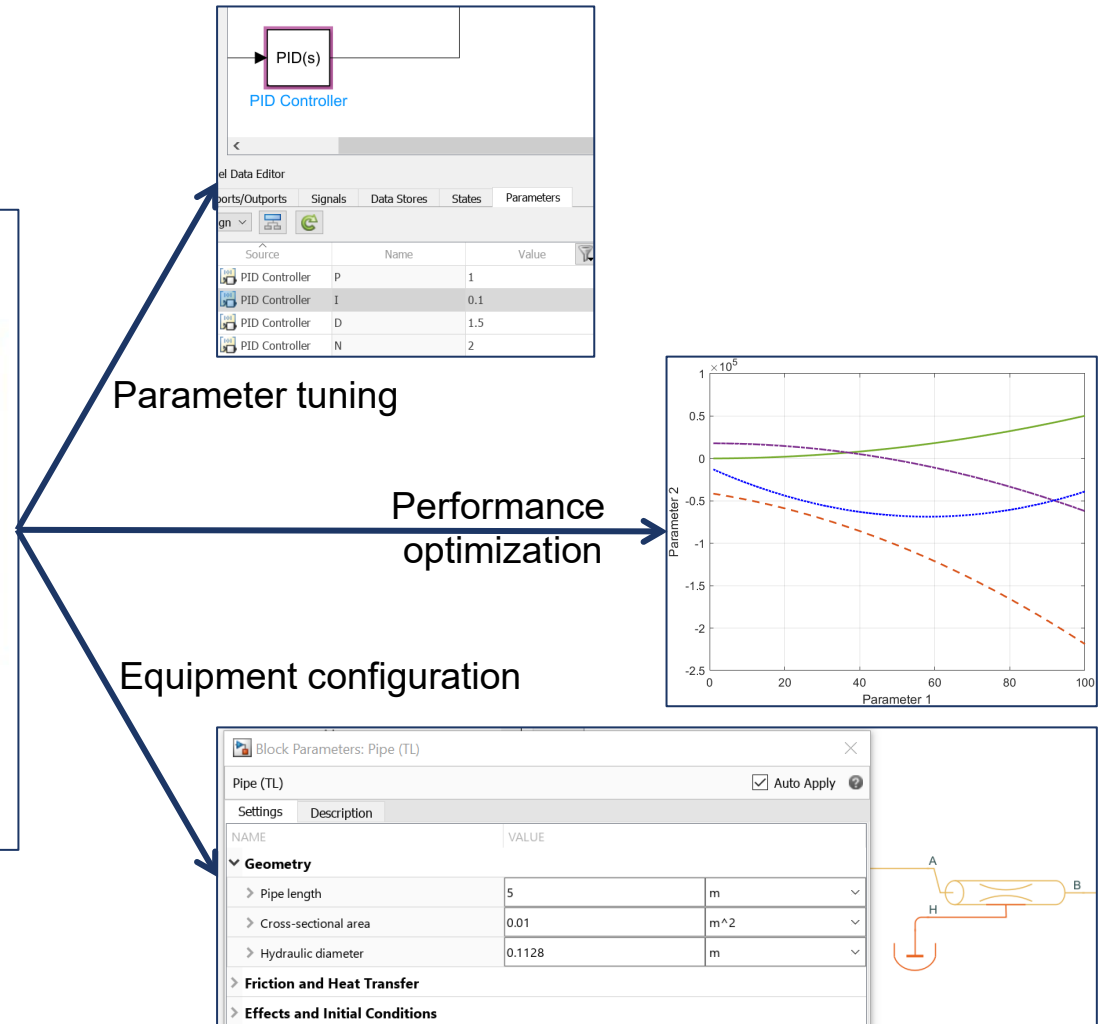 PID(s)
PID Controller
el Data Editor
ports/Outports Signals Data Stores States Parameters
gn
Source Name Value
PID Controller P 1
PID Controller I 0.1
PID Controller D 1.5
PID Controller N 2
Parameter tuning
Performance
optimization
Equipment configuration
×10^5
1
0.5
0
-0.5
-1
-1.5
-2
-2.5
0 20 40 60 80 100
Parameter 2
Parameter 1
Block Parameters: Pipe (TL)
Pipe (TL)
Auto Apply
Settings Description
NAME VALUE
Geometry
Pipe length 5 m
Cross-sectional area 0.01 m^2
Hydraulic diameter 0.1128 m
Friction and Heat Transfer
Effects and Initial Conditions
A
B
H